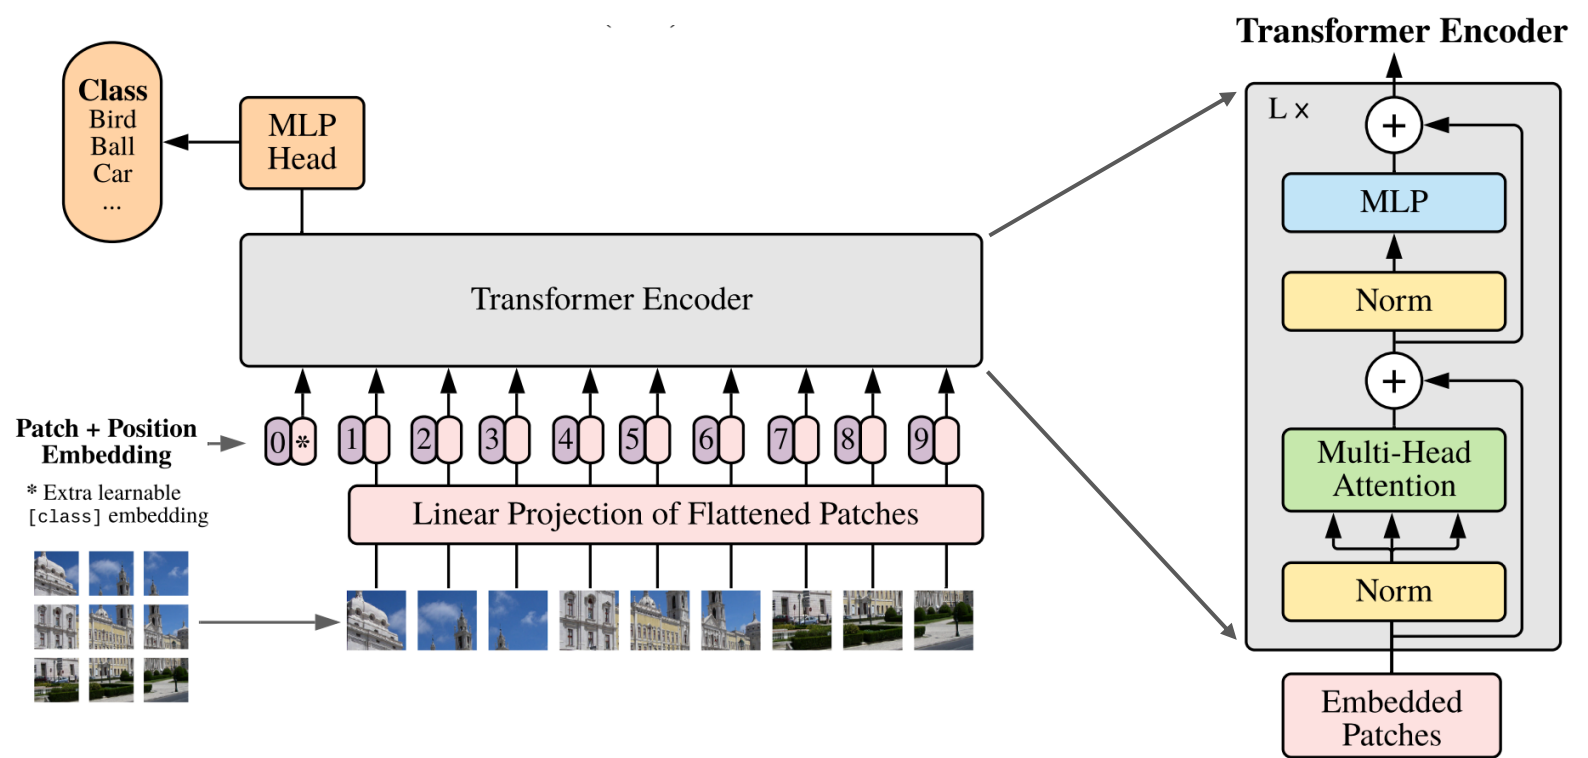 Class
Bird
Ball
Car
...
MLP
Head
Transformer Encoder
0 * 1 2 3 4 5 6 7 8 9
Patch + Position
Embedding
* Extra learnable
[class] embedding
Linear Projection of Flattened Patches
Transformer Encoder
L ×
+
MLP
Norm
+
Multi-Head
Attention
Norm
Embedded
Patches